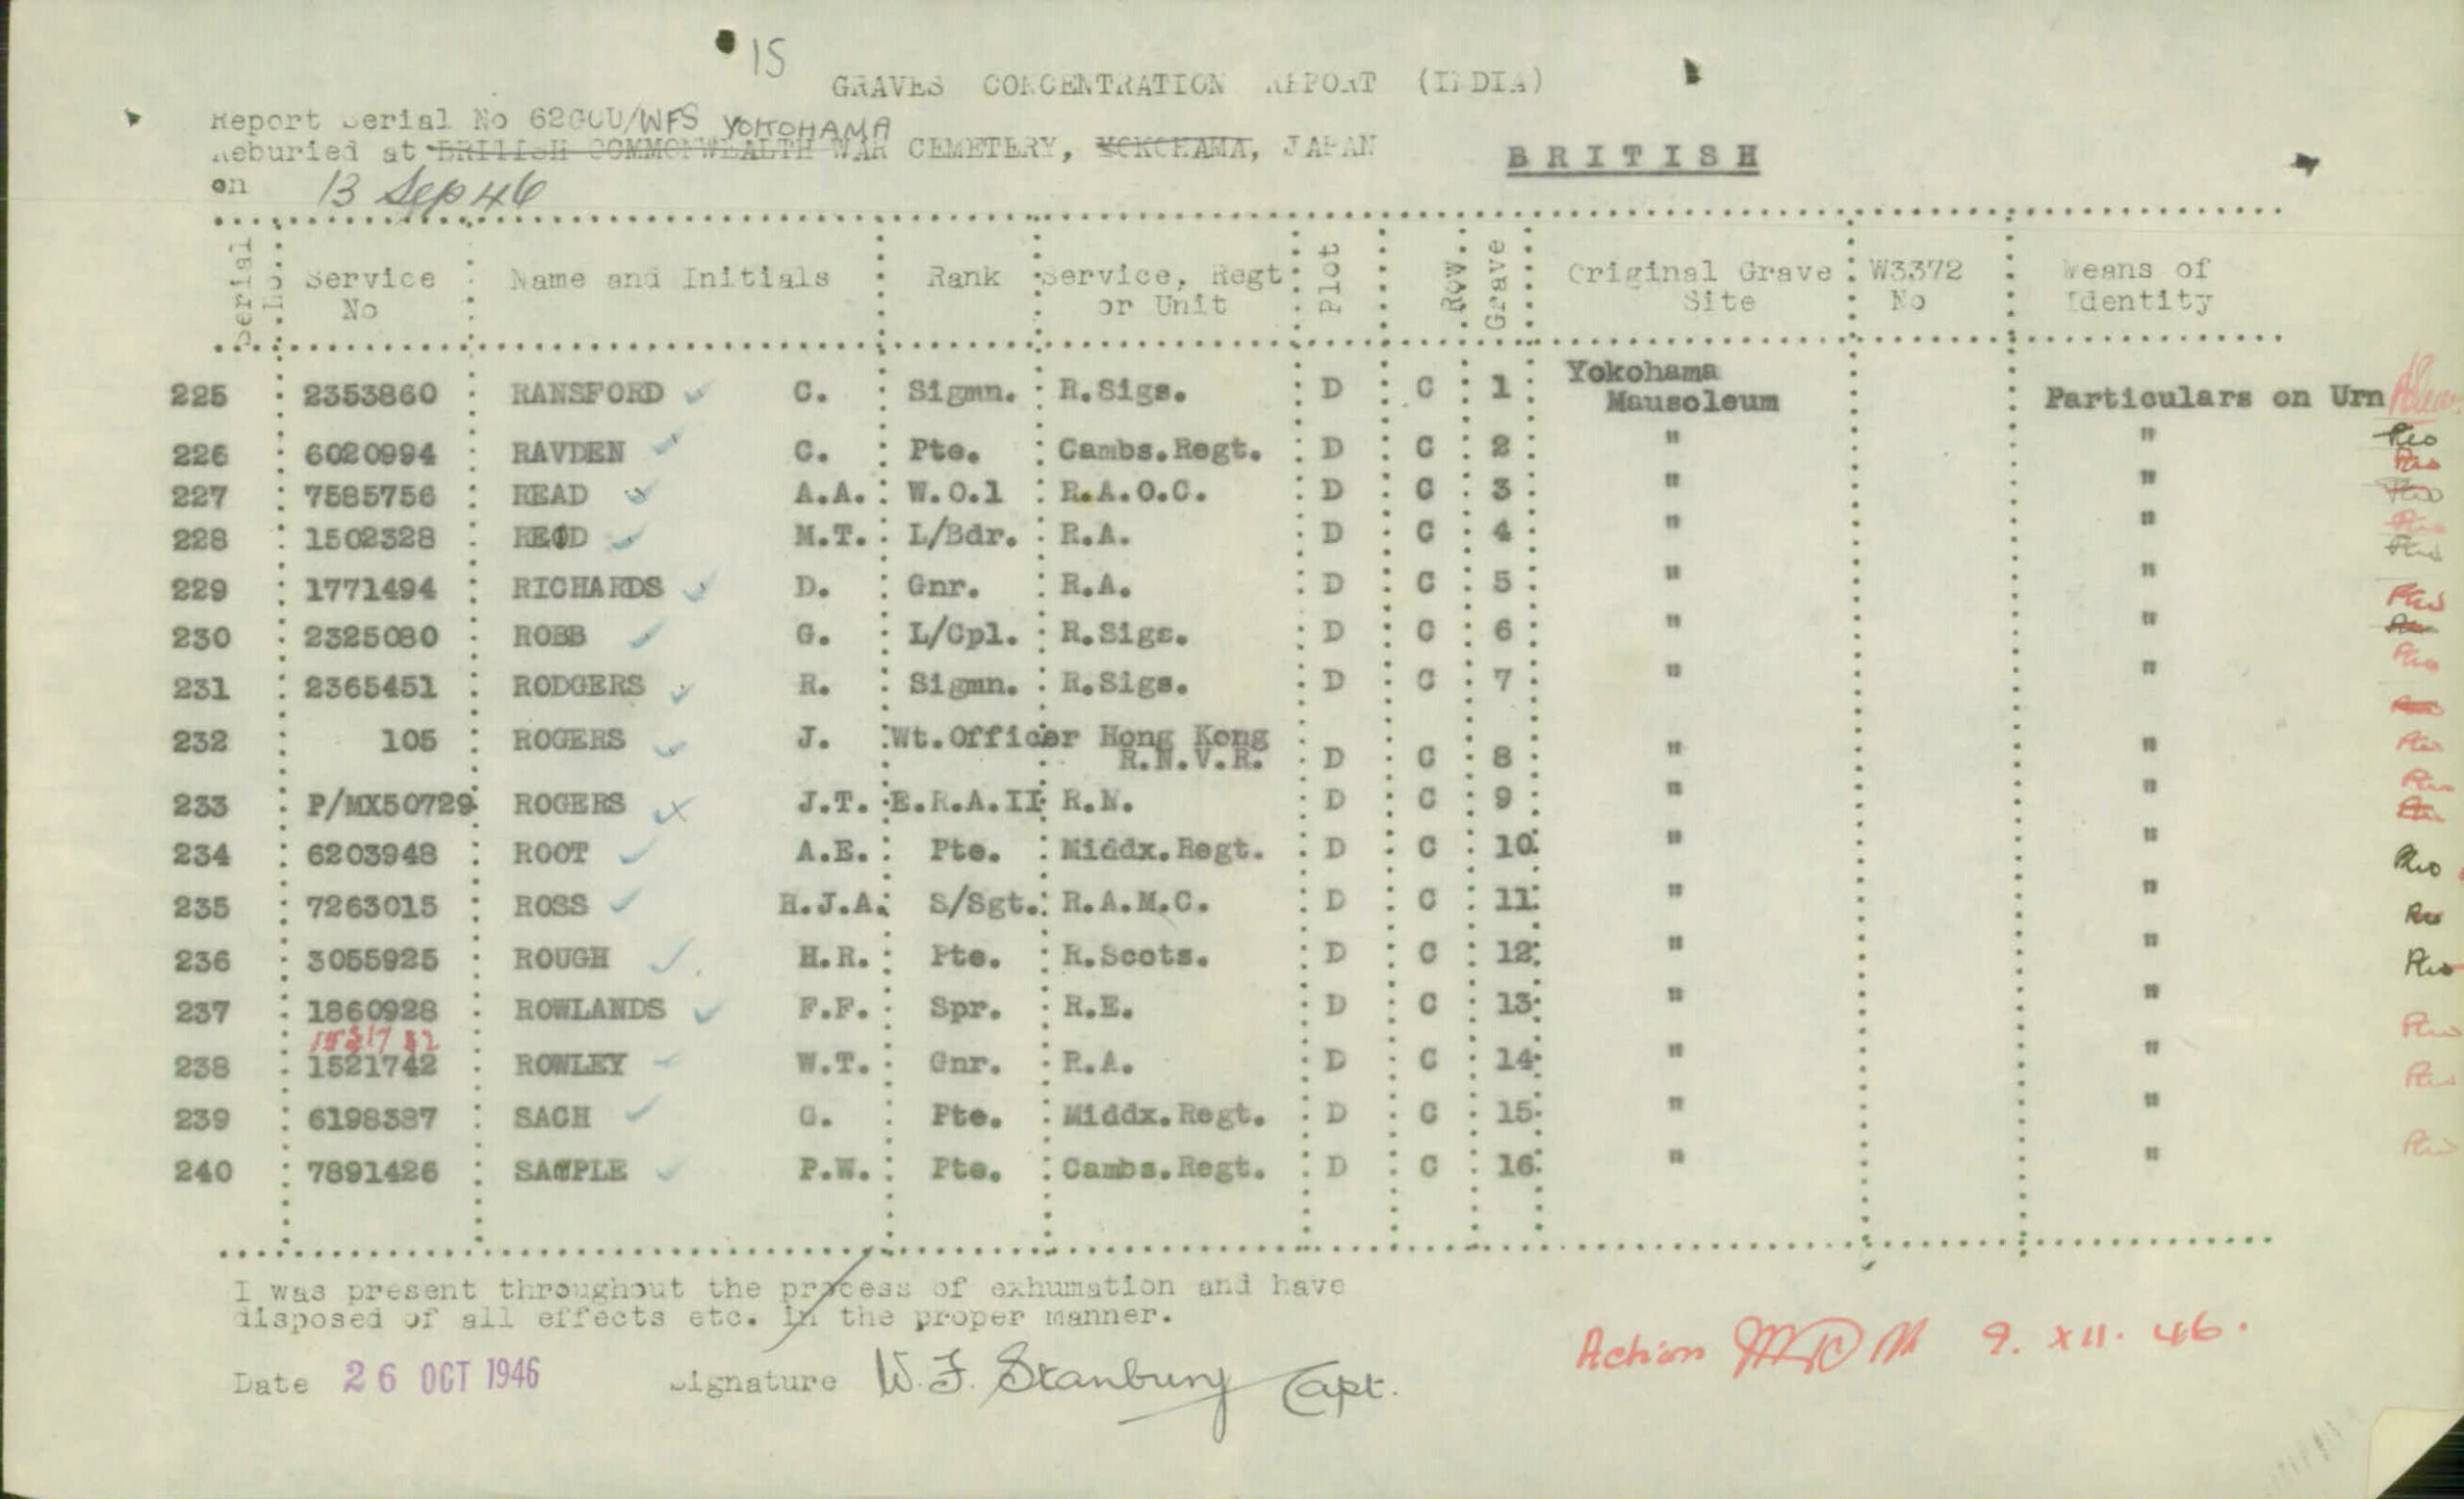 15
GRAVES CONCENTRATION REPORT (INDIA)
Report Serial No 62GCU/WFS YOKOHAMA
Reburied at BRITISH COMMONWEALTH WAR CEMETERY, YOKOHAMA, JAPAN
BRITISH
on 13 Sep 46
Serial No. Service No Name and Initials Rank Service, Regt or Unit Plot Row. Grave Original Grave Site W3372 No Means of Identity
225 2353860 RANSFORD C. Sigmn. R.Sigs. D C 1 Yokohama Mausoleum Particulars on Urn
226 6020994 RAVDEN C. Pte. Cambs.Regt. D C 2 " "
227 7585756 READ A.A. W.O.1 R.A.O.C. D C 3 " "
228 1502328 REID M.T. L/Bdr. R.A. D C 4 " "
229 1771494 RICHARDS D. Gnr. R.A. D C 5 " "
230 2325080 ROBB G. L/Cpl. R.Sigs. D C 6 " "
231 2365451 RODGERS R. Sigmn. R.Sigs. D C 7 " "
232 105 ROGERS J. Wt.Officer Hong Kong R.N.V.R. D C 8 " "
233 P/MX50729 ROGERS J.T. E.R.A.II R.N. D C 9 " "
234 6203948 ROOT A.E. Pte. Middx.Regt. D C 10 " "
235 7263015 ROSS H.J.A. S/Sgt. R.A.M.C. D C 11 " "
236 3055925 ROUGH H.R. Pte. R.Scots. D C 12 " "
237 1860928 ROWLANDS F.F. Spr. R.E. D C 13 " "
238 1521742 ROWLEY W.T. Gnr. R.A. D C 14 " "
239 6198387 SACH G. Pte. Middx.Regt. D C 15 " "
240 7891426 SAMPLE P.W. Pte. Cambs.Regt. D C 16 " "
I was present throughout the process of exhumation and have
disposed of all effects etc. in the proper manner.
Date 26 OCT 1946 Signature W.F. Stanbury Capt.
Action 9. XII. 46.